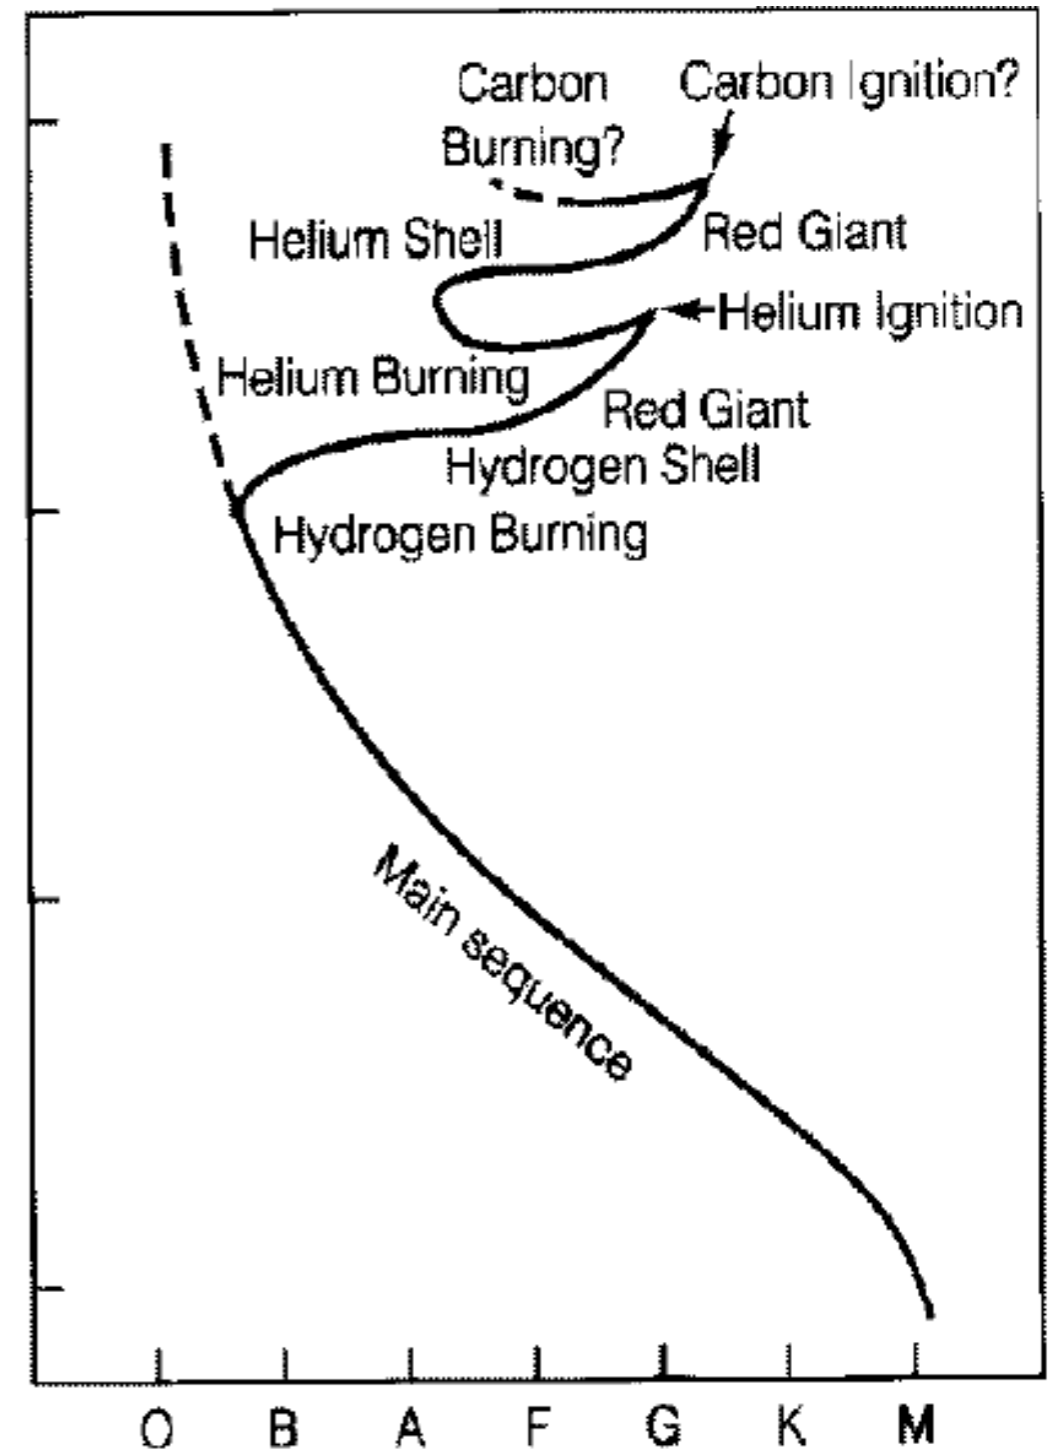 Carbon
Burning?
Carbon Ignition?
Helium Shell
Red Giant
Helium Ignition
Helium Burning
Red Giant
Hydrogen Shell
Hydrogen Burning
Main sequence
O B A F G K M